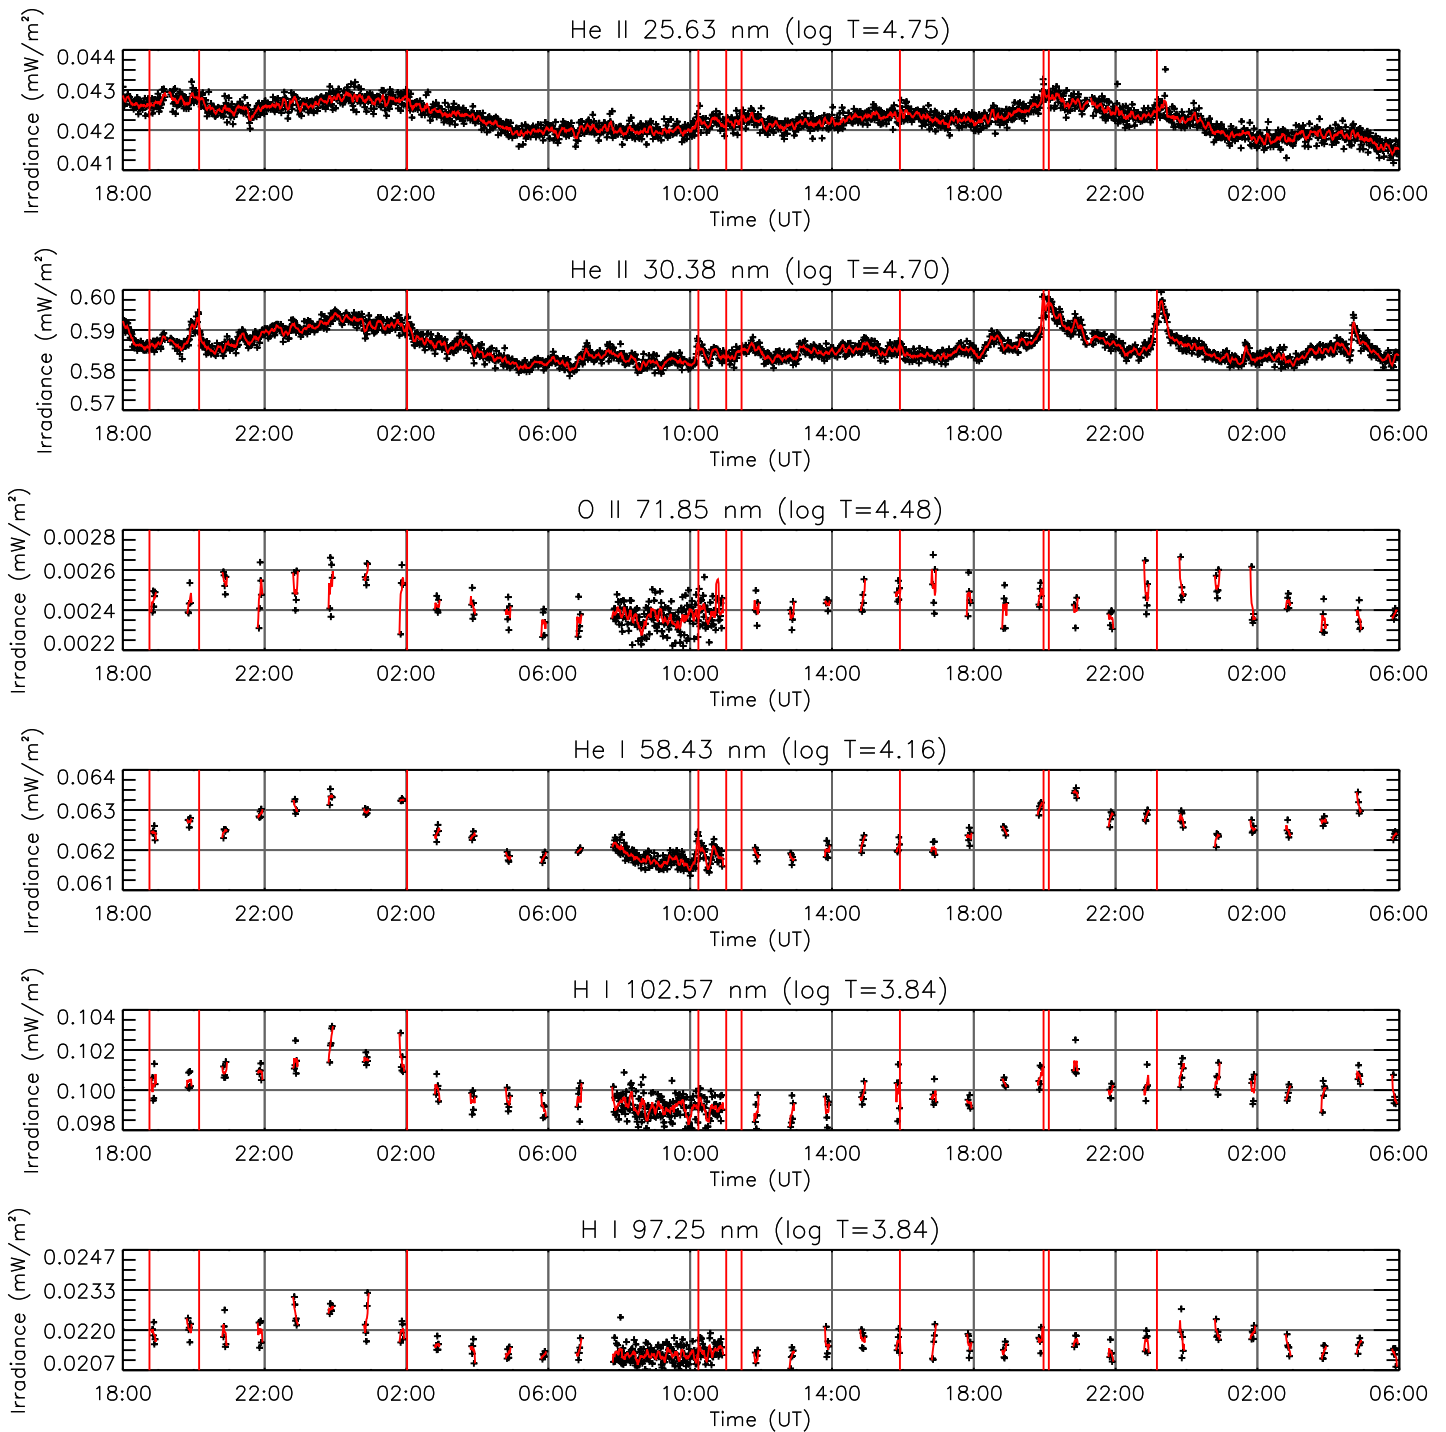 He II 25.63 nm (log T=4.75)
Irradiance (mW/m²)
0.044
0.043
0.042
0.041
18:00 22:00 02:00 06:00 10:00 14:00 18:00 22:00 02:00 06:00
Time (UT)
He II 30.38 nm (log T=4.70)
Irradiance (mW/m²)
0.60
0.59
0.58
0.57
18:00 22:00 02:00 06:00 10:00 14:00 18:00 22:00 02:00 06:00
Time (UT)
O II 71.85 nm (log T=4.48)
Irradiance (mW/m²)
0.0028
0.0026
0.0024
0.0022
18:00 22:00 02:00 06:00 10:00 14:00 18:00 22:00 02:00 06:00
Time (UT)
He I 58.43 nm (log T=4.16)
Irradiance (mW/m²)
0.064
0.063
0.062
0.061
18:00 22:00 02:00 06:00 10:00 14:00 18:00 22:00 02:00 06:00
Time (UT)
H I 102.57 nm (log T=3.84)
Irradiance (mW/m²)
0.104
0.102
0.100
0.098
18:00 22:00 02:00 06:00 10:00 14:00 18:00 22:00 02:00 06:00
Time (UT)
H I 97.25 nm (log T=3.84)
Irradiance (mW/m²)
0.0247
0.0233
0.0220
0.0207
18:00 22:00 02:00 06:00 10:00 14:00 18:00 22:00 02:00 06:00
Time (UT)